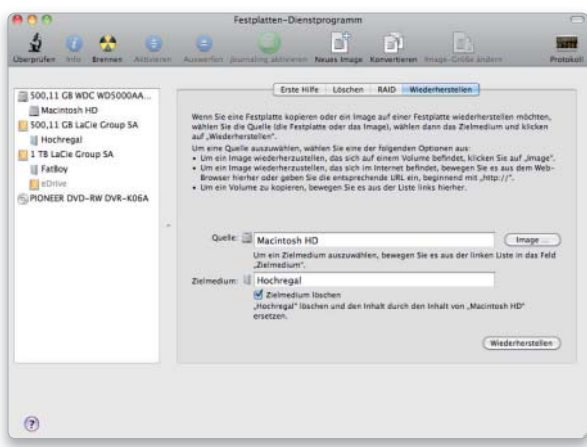 Festplatten-Dienstprogramm
Überprüfen Info Brennen Aktivieren Auswerfen Journaling aktivieren Neues Image Konvertieren Image-Größe ändern Protokoll
500,11 GB WDC WD5000AA...
Macintosh HD
500,11 GB LaCie Group SA
Hochregal
1 TB LaCie Group SA
FatBoy
eDrive
PIONEER DVD-RW DVR-K06A
Erste Hilfe Löschen RAID Wiederherstellen
Wenn Sie eine Festplatte kopieren oder ein Image auf einer Festplatte wiederherstellen möchten,
wählen Sie die Quelle (die Festplatte oder das Image), wählen dann das Zielmedium und klicken
auf „Wiederherstellen“.
Um eine Quelle auszuwählen, wählen Sie eine der folgenden Optionen aus:
• Um ein Image wiederherzustellen, das sich auf einem Volume befindet, klicken Sie auf „Image“.
• Um ein Image wiederherzustellen, das sich im Internet befindet, bewegen Sie es aus dem Web-
Browser hierher oder geben Sie die entsprechende URL ein, beginnend mit „http://“.
• Um ein Volume zu kopieren, bewegen Sie es aus der Liste links hierher.
Quelle: Macintosh HD Image ...
Um ein Zielmedium auszuwählen, bewegen Sie es aus der linken Liste in das Feld
„Zielmedium“.
Zielmedium: Hochregal
Zielmedium löschen
„Hochregal“ löschen und den Inhalt durch den Inhalt von „Macintosh HD“
ersetzen.
Wiederherstellen
?